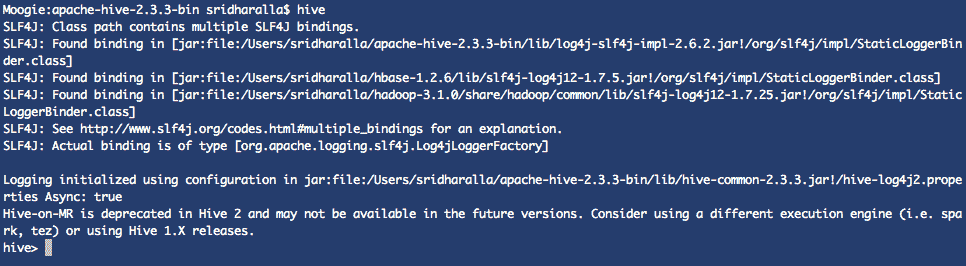 Moogie:apache-hive-2.3.3-bin sridharalla$ hive
SLF4J: Class path contains multiple SLF4J bindings.
SLF4J: Found binding in [jar:file:/Users/sridharalla/apache-hive-2.3.3-bin/lib/log4j-slf4j-impl-2.6.2.jar!/org/slf4j/impl/StaticLoggerBin
der.class]
SLF4J: Found binding in [jar:file:/Users/sridharalla/hbase-1.2.6/lib/slf4j-log4j12-1.7.5.jar!/org/slf4j/impl/StaticLoggerBinder.class]
SLF4J: Found binding in [jar:file:/Users/sridharalla/hadoop-3.1.0/share/hadoop/common/lib/slf4j-log4j12-1.7.25.jar!/org/slf4j/impl/Static
LoggerBinder.class]
SLF4J: See http://www.slf4j.org/codes.html#multiple_bindings for an explanation.
SLF4J: Actual binding is of type [org.apache.logging.slf4j.Log4jLoggerFactory]
Logging initialized using configuration in jar:file:/Users/sridharalla/apache-hive-2.3.3-bin/lib/hive-common-2.3.3.jar!/hive-log4j2.prope
rties Async: true
Hive-on-MR is deprecated in Hive 2 and may not be available in the future versions. Consider using a different execution engine (i.e. spa
rk, tez) or using Hive 1.X releases.
hive>